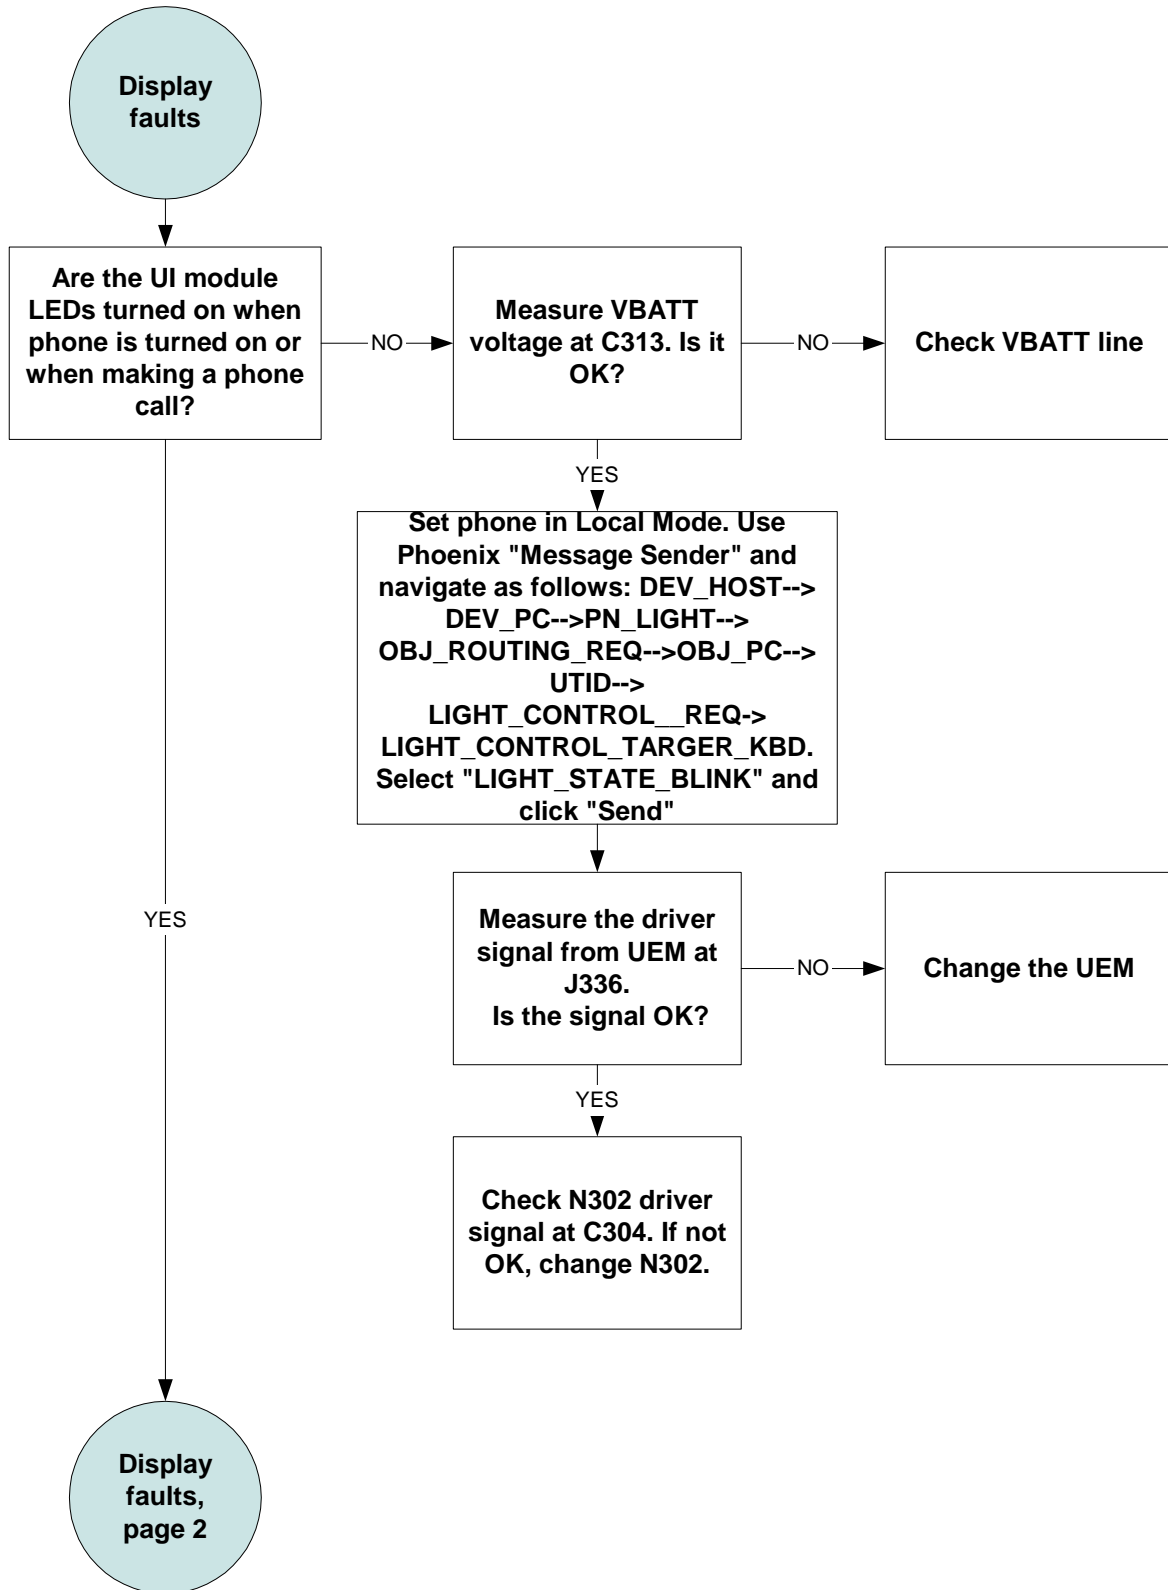 Display
faults
Are the UI module
LEDs turned on when
phone is turned on or
when making a phone
call?
NO
Measure VBATT
voltage at C313. Is it
OK?
NO
Check VBATT line
YES
Set phone in Local Mode. Use
Phoenix "Message Sender" and
navigate as follows: DEV_HOST-->
DEV_PC-->PN_LIGHT-->
OBJ_ROUTING_REQ-->OBJ_PC-->
UTID-->
LIGHT_CONTROL__REQ->
LIGHT_CONTROL_TARGER_KBD.
Select "LIGHT_STATE_BLINK" and
click "Send"
YES
Measure the driver
signal from UEM at
J336.
Is the signal OK?
NO
Change the UEM
YES
Check N302 driver
signal at C304. If not
OK, change N302.
Display
faults,
page 2